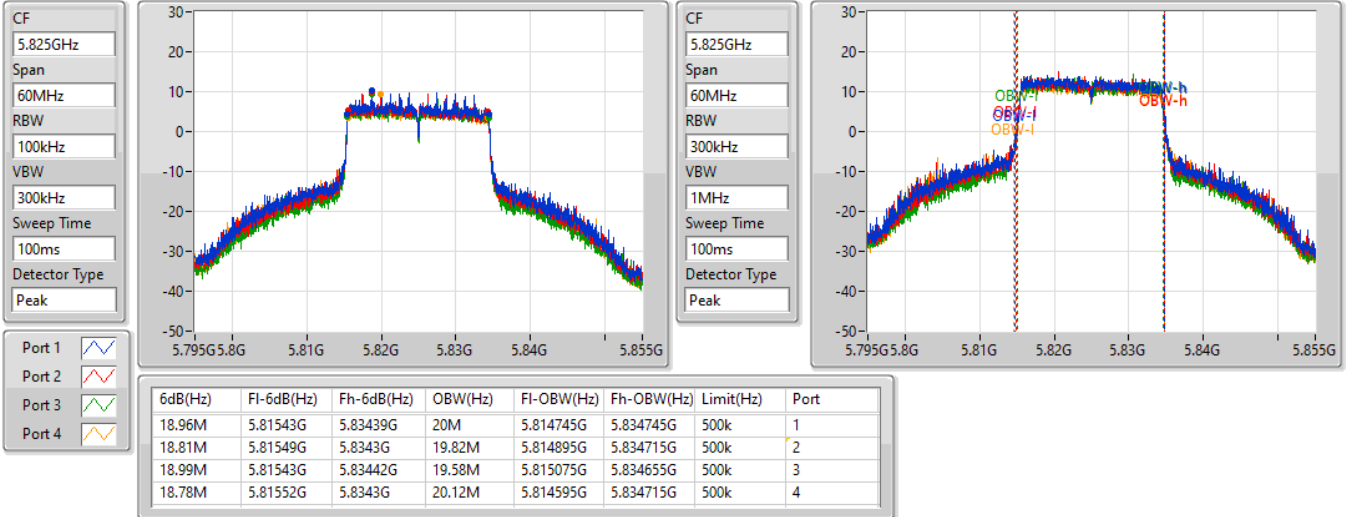 CF
5.825GHz
Span
60MHz
RBW
100kHz
VBW
300kHz
Sweep Time
100ms
Detector Type
Peak
30
20
10
0
-10
-20
-30
-40
-50
5.795G 5.8G 5.81G 5.82G 5.83G 5.84G 5.855G
CF
5.825GHz
Span
60MHz
RBW
300kHz
VBW
1MHz
Sweep Time
100ms
Detector Type
Peak
30
20
10
0
-10
-20
-30
-40
-50
OBW-l
OBW-l
OBW-l
OBW-h
OBW-h
5.795G 5.8G 5.81G 5.82G 5.83G 5.84G 5.855G
Port 1
Port 2
Port 3
Port 4
6dB(Hz) Fl-6dB(Hz) Fh-6dB(Hz) OBW(Hz) Fl-OBW(Hz) Fh-OBW(Hz) Limit(Hz) Port
18.96M 5.81543G 5.83439G 20M 5.814745G 5.834745G 500k 1
18.81M 5.81549G 5.8343G 19.82M 5.814895G 5.834715G 500k 2
18.99M 5.81543G 5.83442G 19.58M 5.815075G 5.834655G 500k 3
18.78M 5.81552G 5.8343G 20.12M 5.814595G 5.834715G 500k 4